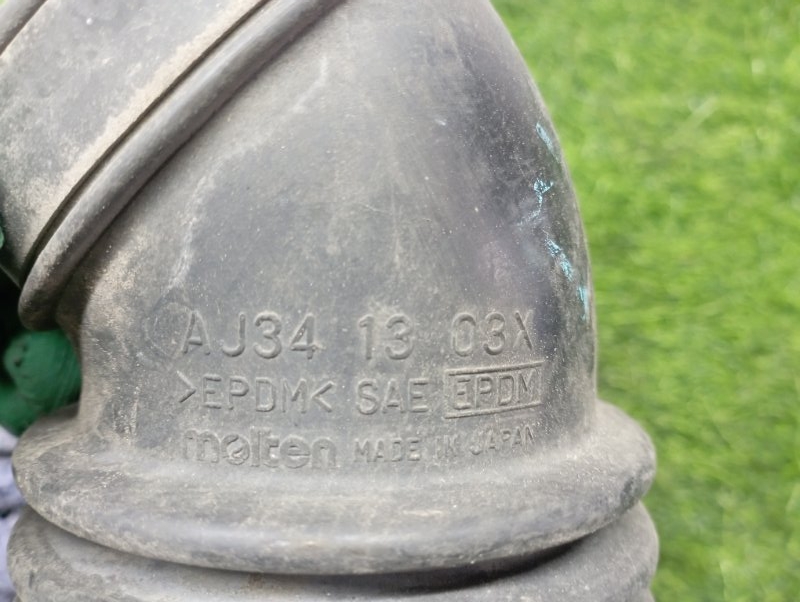 AJ34 13 03X
>EPDM< SAE EPDM
molten MADE IN JAPAN